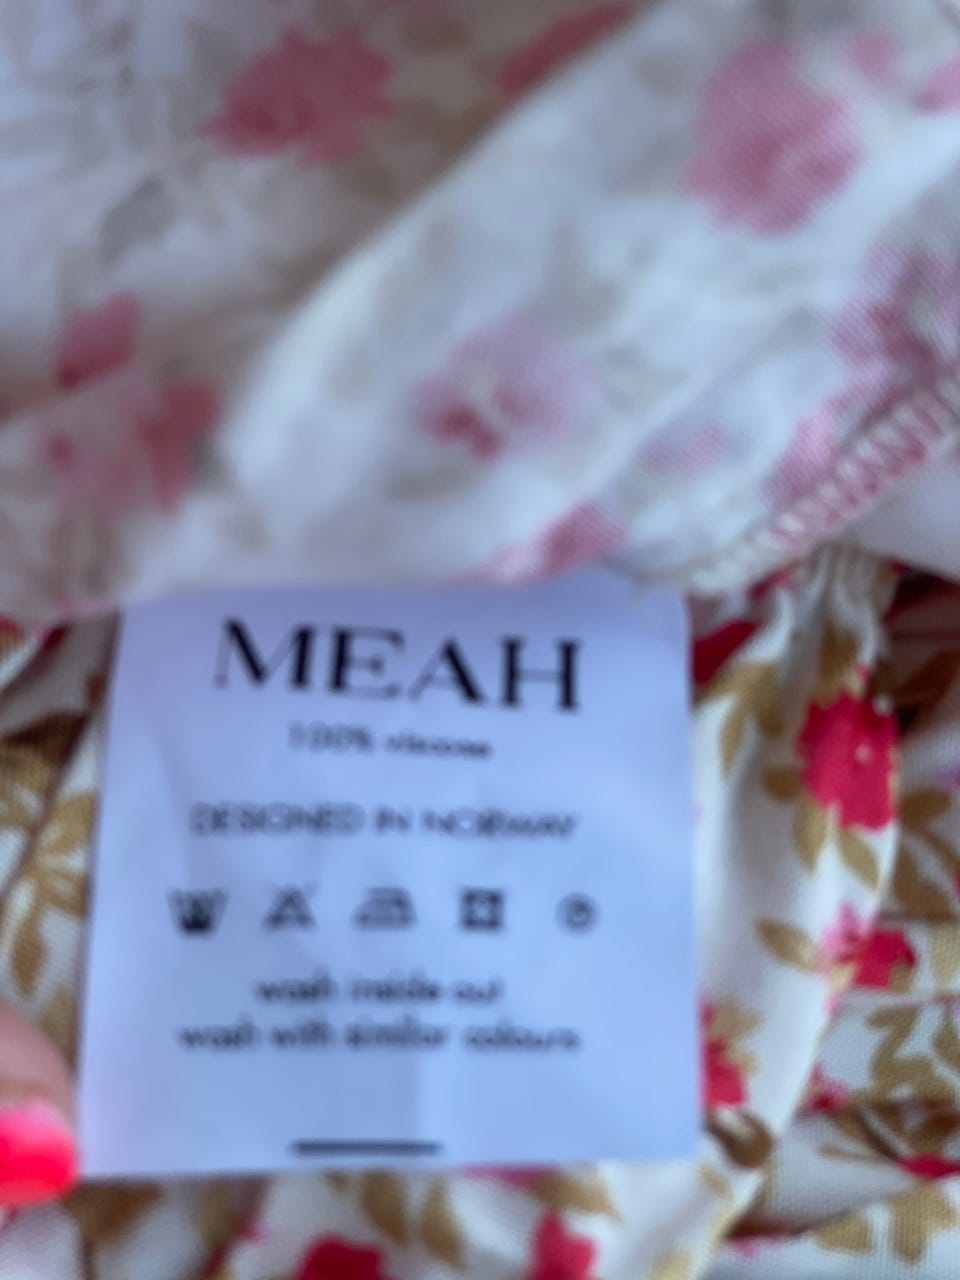 MEAH
100% viscose
DESIGNED IN NORWAY
wash inside out
wash with similar colours